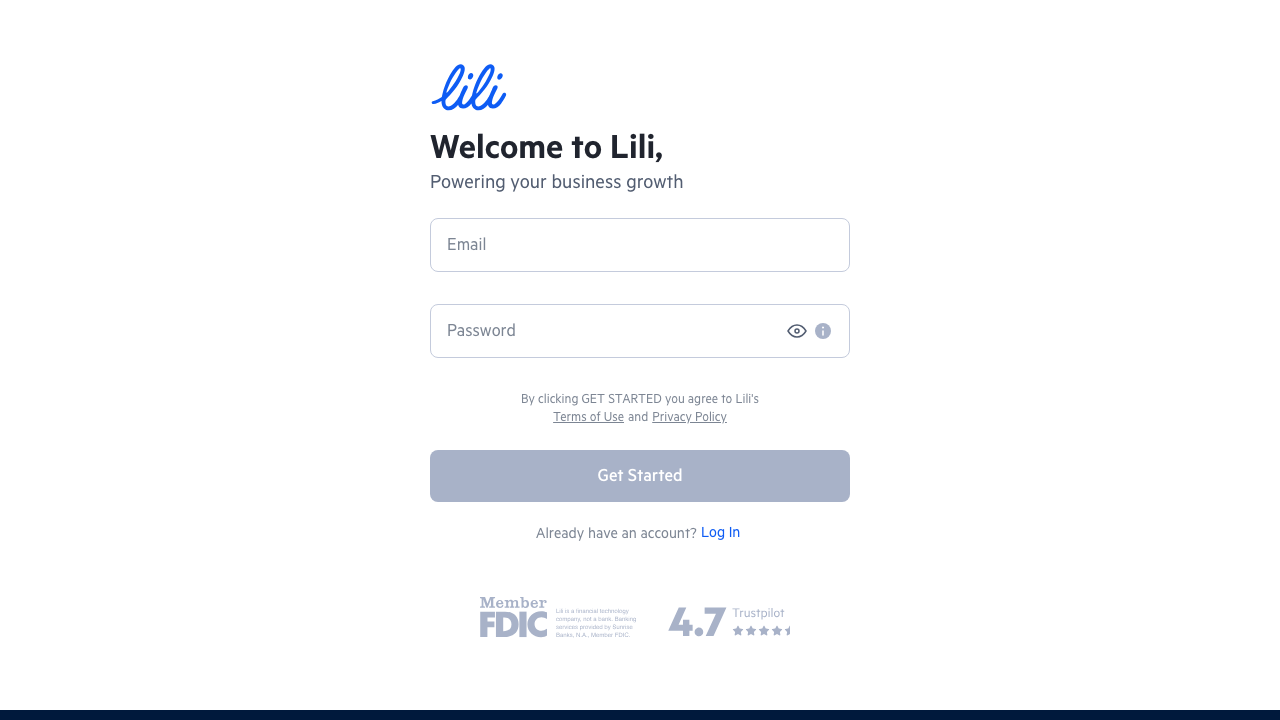 lili
Welcome to Lili,
Powering your business growth
Email
Password
By clicking GET STARTED you agree to Lili's
Terms of Use and Privacy Policy
Get Started
Already have an account? Log In
Member
FDIC
Lili is a financial technology
company, not a bank. Banking
services provided by Sunrise
Banks, N.A., Member FDIC.
4.7
Trustpilot